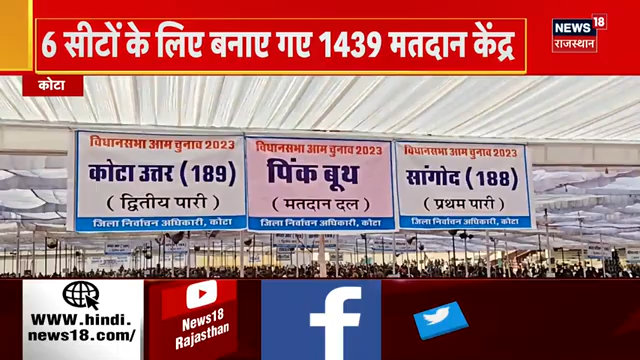 6 सीटों के लिए बनाए गए 1439 मतदान केंद्र
NEWS 18
राजस्थान
कोटा
विधानसभा आम चुनाव 2023
कोटा उत्तर (189)
( द्वितीय पारी )
जिला निर्वाचन अधिकारी, कोटा
विधानसभा आम चुनाव 2023
पिंक बूथ
( मतदान दल )
जिला निर्वाचन अधिकारी, कोटा
विधानसभा आम चुनाव 2023
सांगोद (188)
( प्रथम पारी )
जिला निर्वाचन अधिकारी, कोटा
www.hindi.
news18.com/
News18
Rajasthan